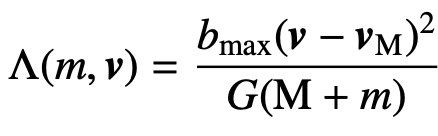 Λ(m, v) = b_max(v − v_M)² / G(M + m)